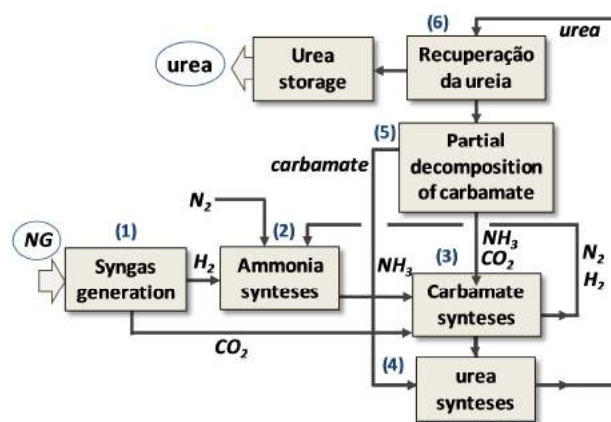 (6)
urea
urea
Urea
storage
Recuperação
da ureia
(5)
carbamate
Partial
decomposition
of carbamate
N2
NG
(1)
(2)
NH3
CO2
N2
H2
(3)
Syngas
generation
H2
Ammonia
synteses
NH3
Carbamate
synteses
CO2
(4)
urea
synteses